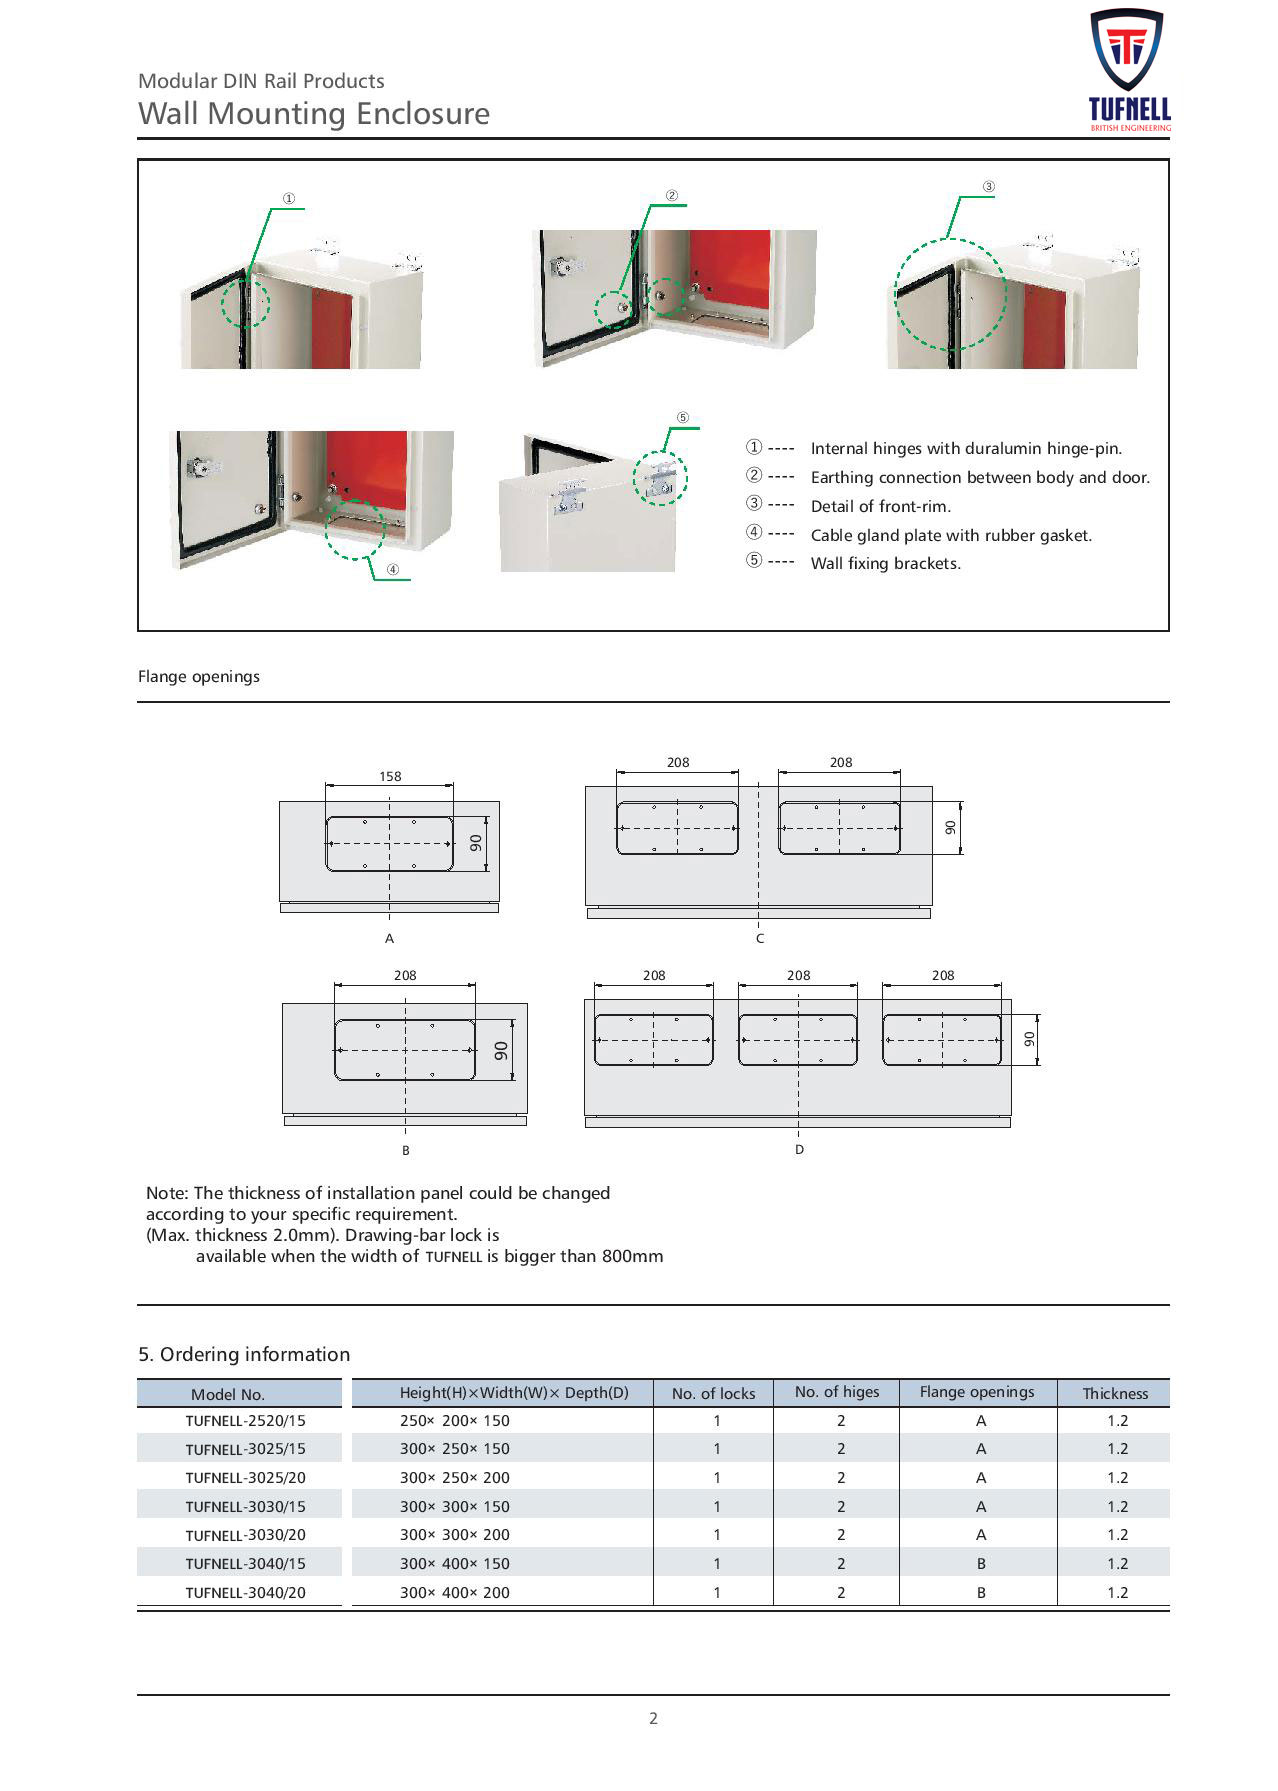 TUFNELL
BRITISH ENGINEERING
Modular DIN Rail Products
Wall Mounting Enclosure
①
②
③
④
⑤
① ---- Internal hinges with duralumin hinge-pin.
② ---- Earthing connection between body and door.
③ ---- Detail of front-rim.
④ ---- Cable gland plate with rubber gasket.
⑤ ---- Wall fixing brackets.
Flange openings
158
90
A
208 208
90
C
208
90
B
208 208 208
90
D
Note: The thickness of installation panel could be changed
according to your specific requirement.
(Max. thickness 2.0mm). Drawing-bar lock is
available when the width of TUFNELL is bigger than 800mm
5. Ordering information
Model No. Height(H)×Width(W)× Depth(D) No. of locks No. of higes Flange openings Thickness
TUFNELL-2520/15 250× 200× 150 1 2 A 1.2
TUFNELL-3025/15 300× 250× 150 1 2 A 1.2
TUFNELL-3025/20 300× 250× 200 1 2 A 1.2
TUFNELL-3030/15 300× 300× 150 1 2 A 1.2
TUFNELL-3030/20 300× 300× 200 1 2 A 1.2
TUFNELL-3040/15 300× 400× 150 1 2 B 1.2
TUFNELL-3040/20 300× 400× 200 1 2 B 1.2
2